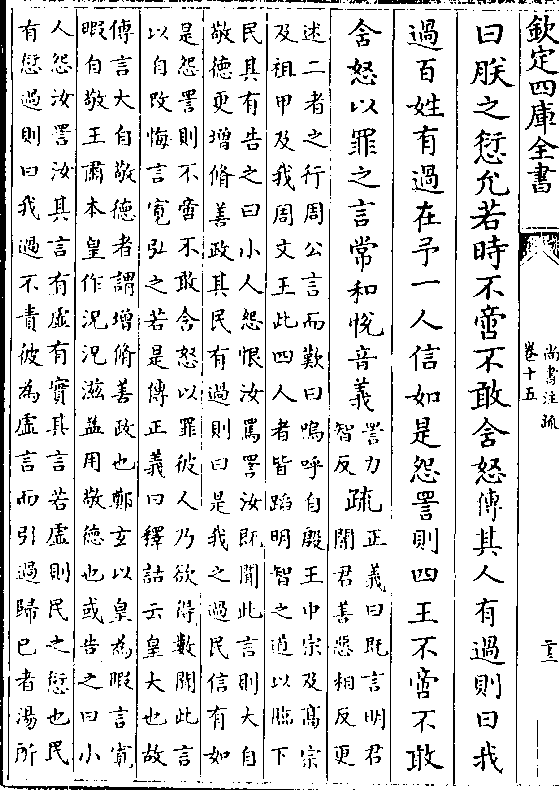 欽定四庫全書
尚書注疏
卷十五
十三
曰朕之愆允若時不啻不敢含怒傳其人有過則曰我
過百姓有過在予一人信如是怨詈則四王不啻不敢
含怒以罪之言常和悅音義
詈力
智反
疏
正義曰既言明君
闇君善惡相反更
述二者之行周公言而歎曰嗚呼自殷王中宗及高宗
及祖甲及我周文王此四人者皆蹈明智之道以臨下
民其有告之曰小人怨恨汝罵詈汝既聞此言則大自
敬德更增脩善政其民有過則曰是我之過民信有如
是怨詈則不啻不敢含怒以罪彼人乃欲得數聞此言
以自改悔言寛弘之若是傳正義曰釋詁云皇大也故
傳言大自敬德者謂增脩善政也鄭𤣥以皇為暇言寛
暇自敬王肅本皇作況況滋益用敬德也或告之曰小
人怨汝詈汝其言有虛有實其言若虛則民之愆也民
有愆過則曰我過不責彼為虛言而引過歸已者湯所